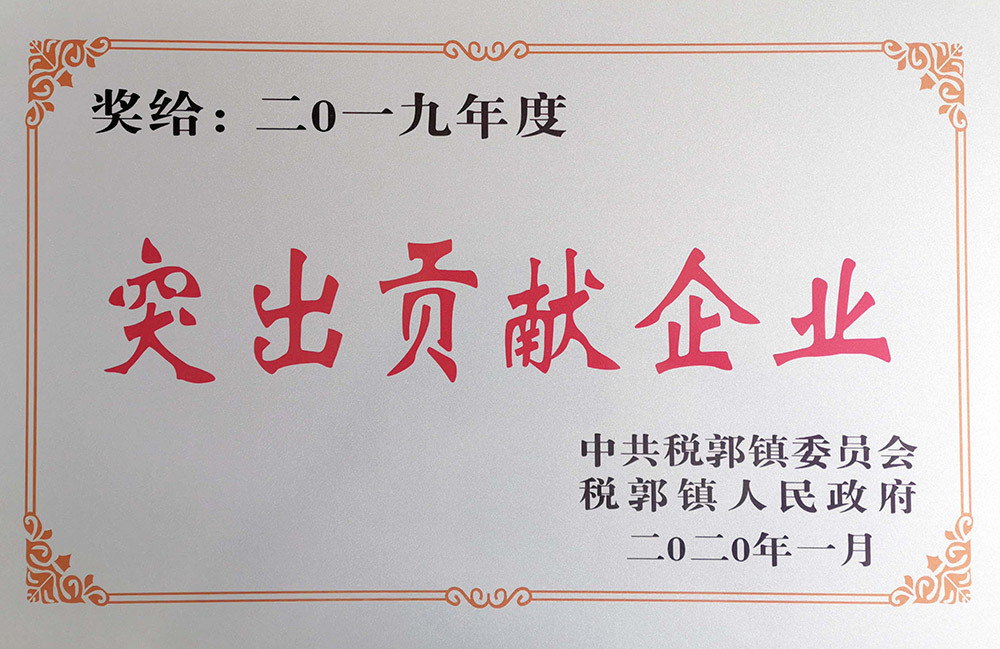 奖给：二0一九年度
突出贡献企业
中共税郭镇委员会
税郭镇人民政府
二0二0年一月